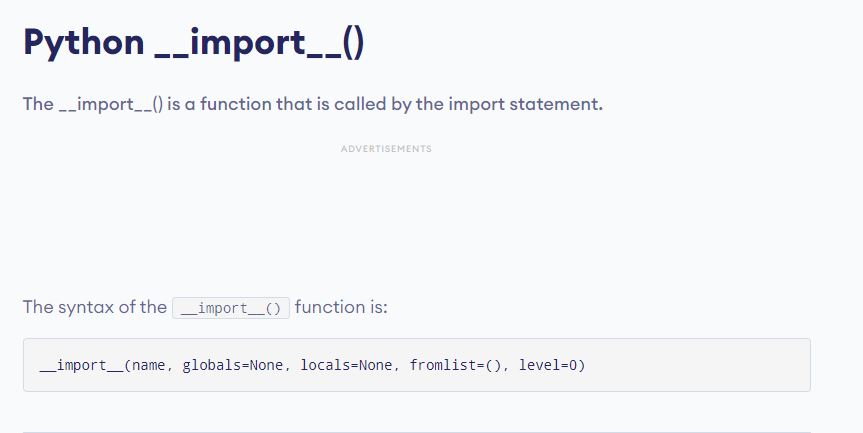 Python __import__()
The __import__() is a function that is called by the import statement.
ADVERTISEMENTS
The syntax of the __import__() function is:
__import__(name, globals=None, locals=None, fromlist=(), level=0)